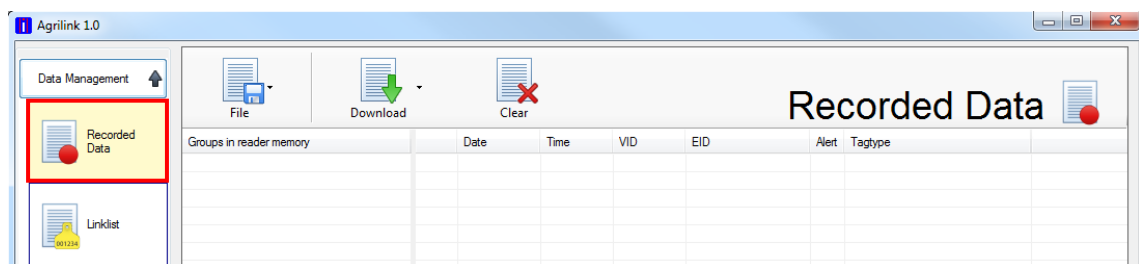 Agrilink 1.0
Data Management
File
Download
Clear
Recorded Data
Recorded
Data
Groups in reader memory Date Time VID EID Alert Tagtype
Linklist
001234